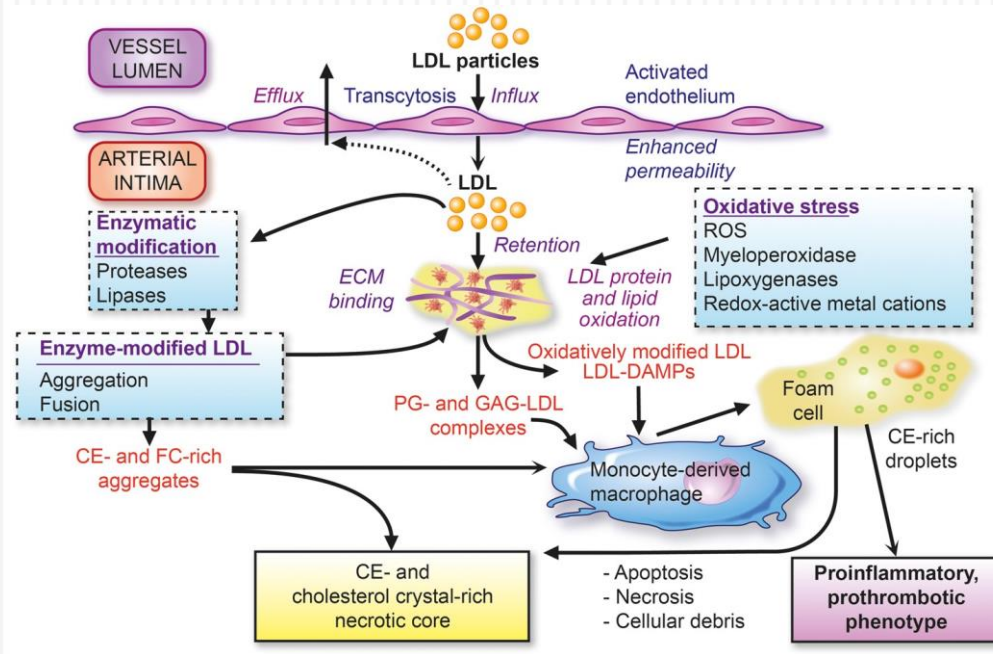 VESSEL
LUMEN
LDL particles
Efflux
Transcytosis
Influx
Activated
endothelium
ARTERIAL
INTIMA
Enhanced
permeability
LDL
Enzymatic
modification
Proteases
Lipases
Retention
ECM
binding
LDL protein
and lipid
oxidation
Oxidative stress
ROS
Myeloperoxidase
Lipoxygenases
Redox-active metal cations
Enzyme-modified LDL
Aggregation
Fusion
Oxidatively modified LDL
LDL-DAMPs
Foam
cell
PG- and GAG-LDL
complexes
CE-rich
droplets
CE- and FC-rich
aggregates
Monocyte-derived
macrophage
CE- and
cholesterol crystal-rich
necrotic core
- Apoptosis
- Necrosis
- Cellular debris
Proinflammatory,
prothrombotic
phenotype